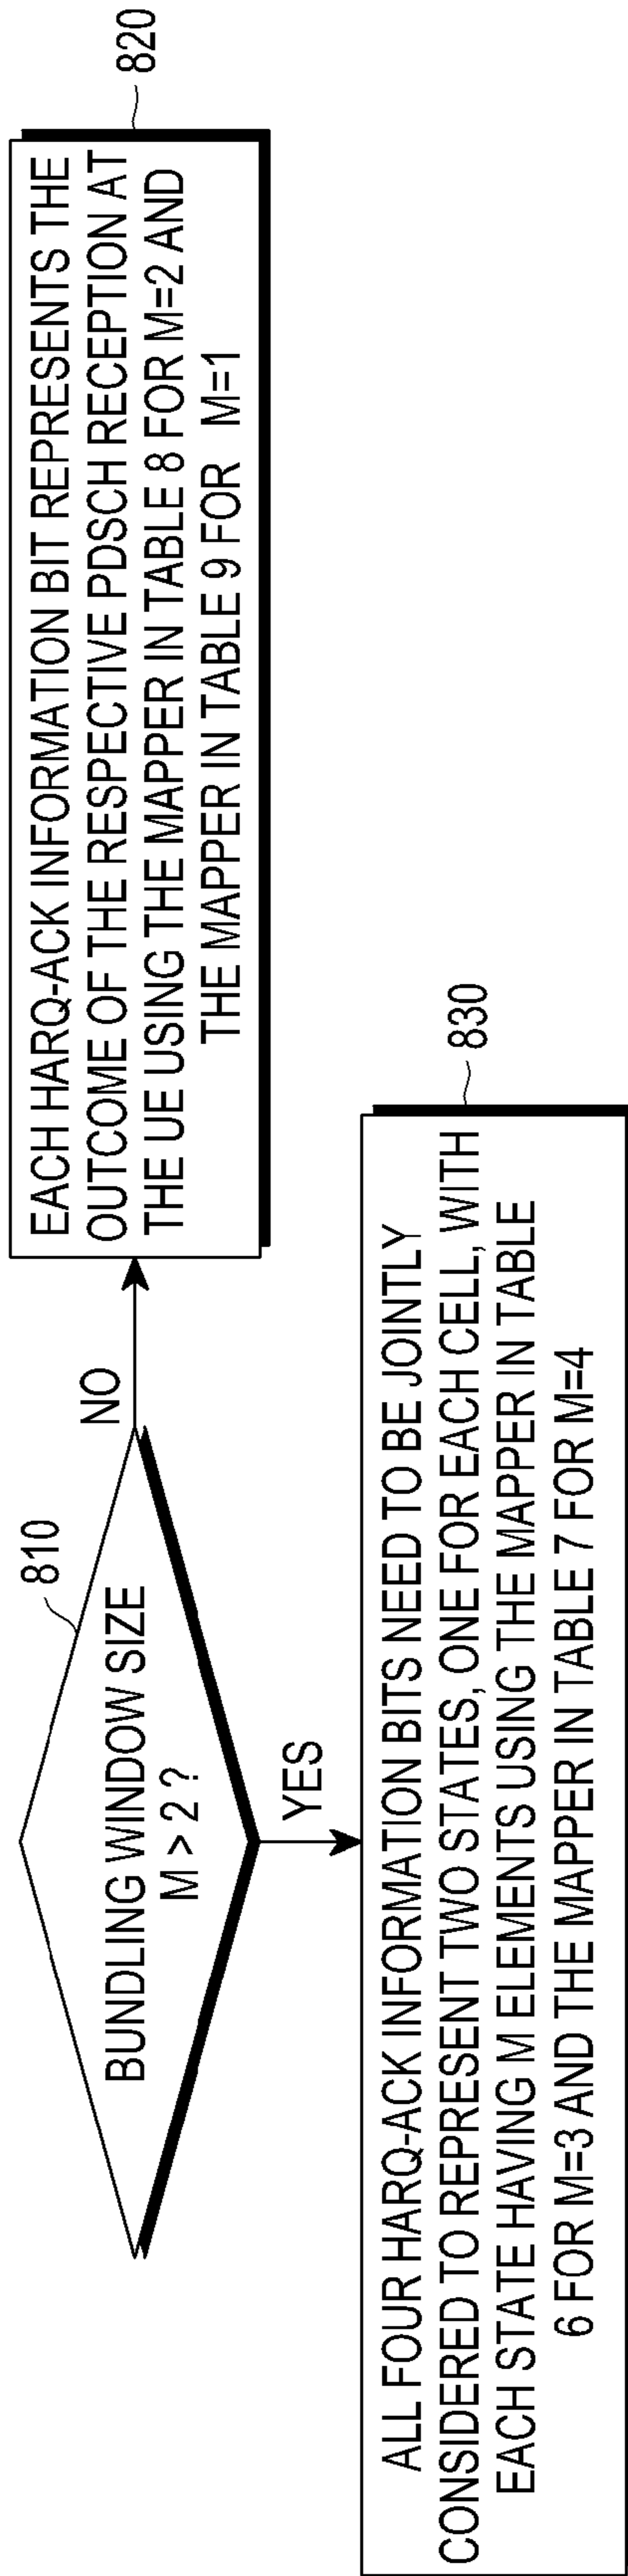 810
BUNDLING WINDOW SIZE
M > 2 ?
NO
820
EACH HARQ-ACK INFORMATION BIT REPRESENTS THE
OUTCOME OF THE RESPECTIVE PDSCH RECEPTION AT
THE UE USING THE MAPPER IN TABLE 8 FOR M=2 AND
THE MAPPER IN TABLE 9 FOR M=1
YES
830
ALL FOUR HARQ-ACK INFORMATION BITS NEED TO BE JOINTLY
CONSIDERED TO REPRESENT TWO STATES, ONE FOR EACH CELL, WITH
EACH STATE HAVING M ELEMENTS USING THE MAPPER IN TABLE
6 FOR M=3 AND THE MAPPER IN TABLE 7 FOR M=4